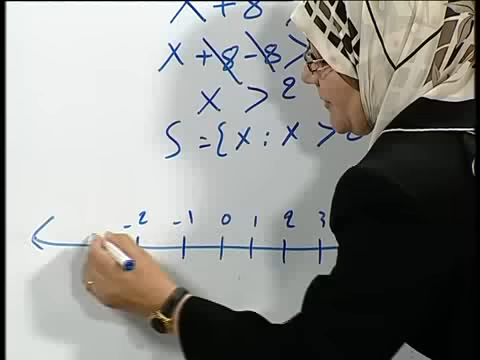 x + 8
x + 8 - 8 >
x > 2
S = {x : x >
-2 -1 0 1 2 3